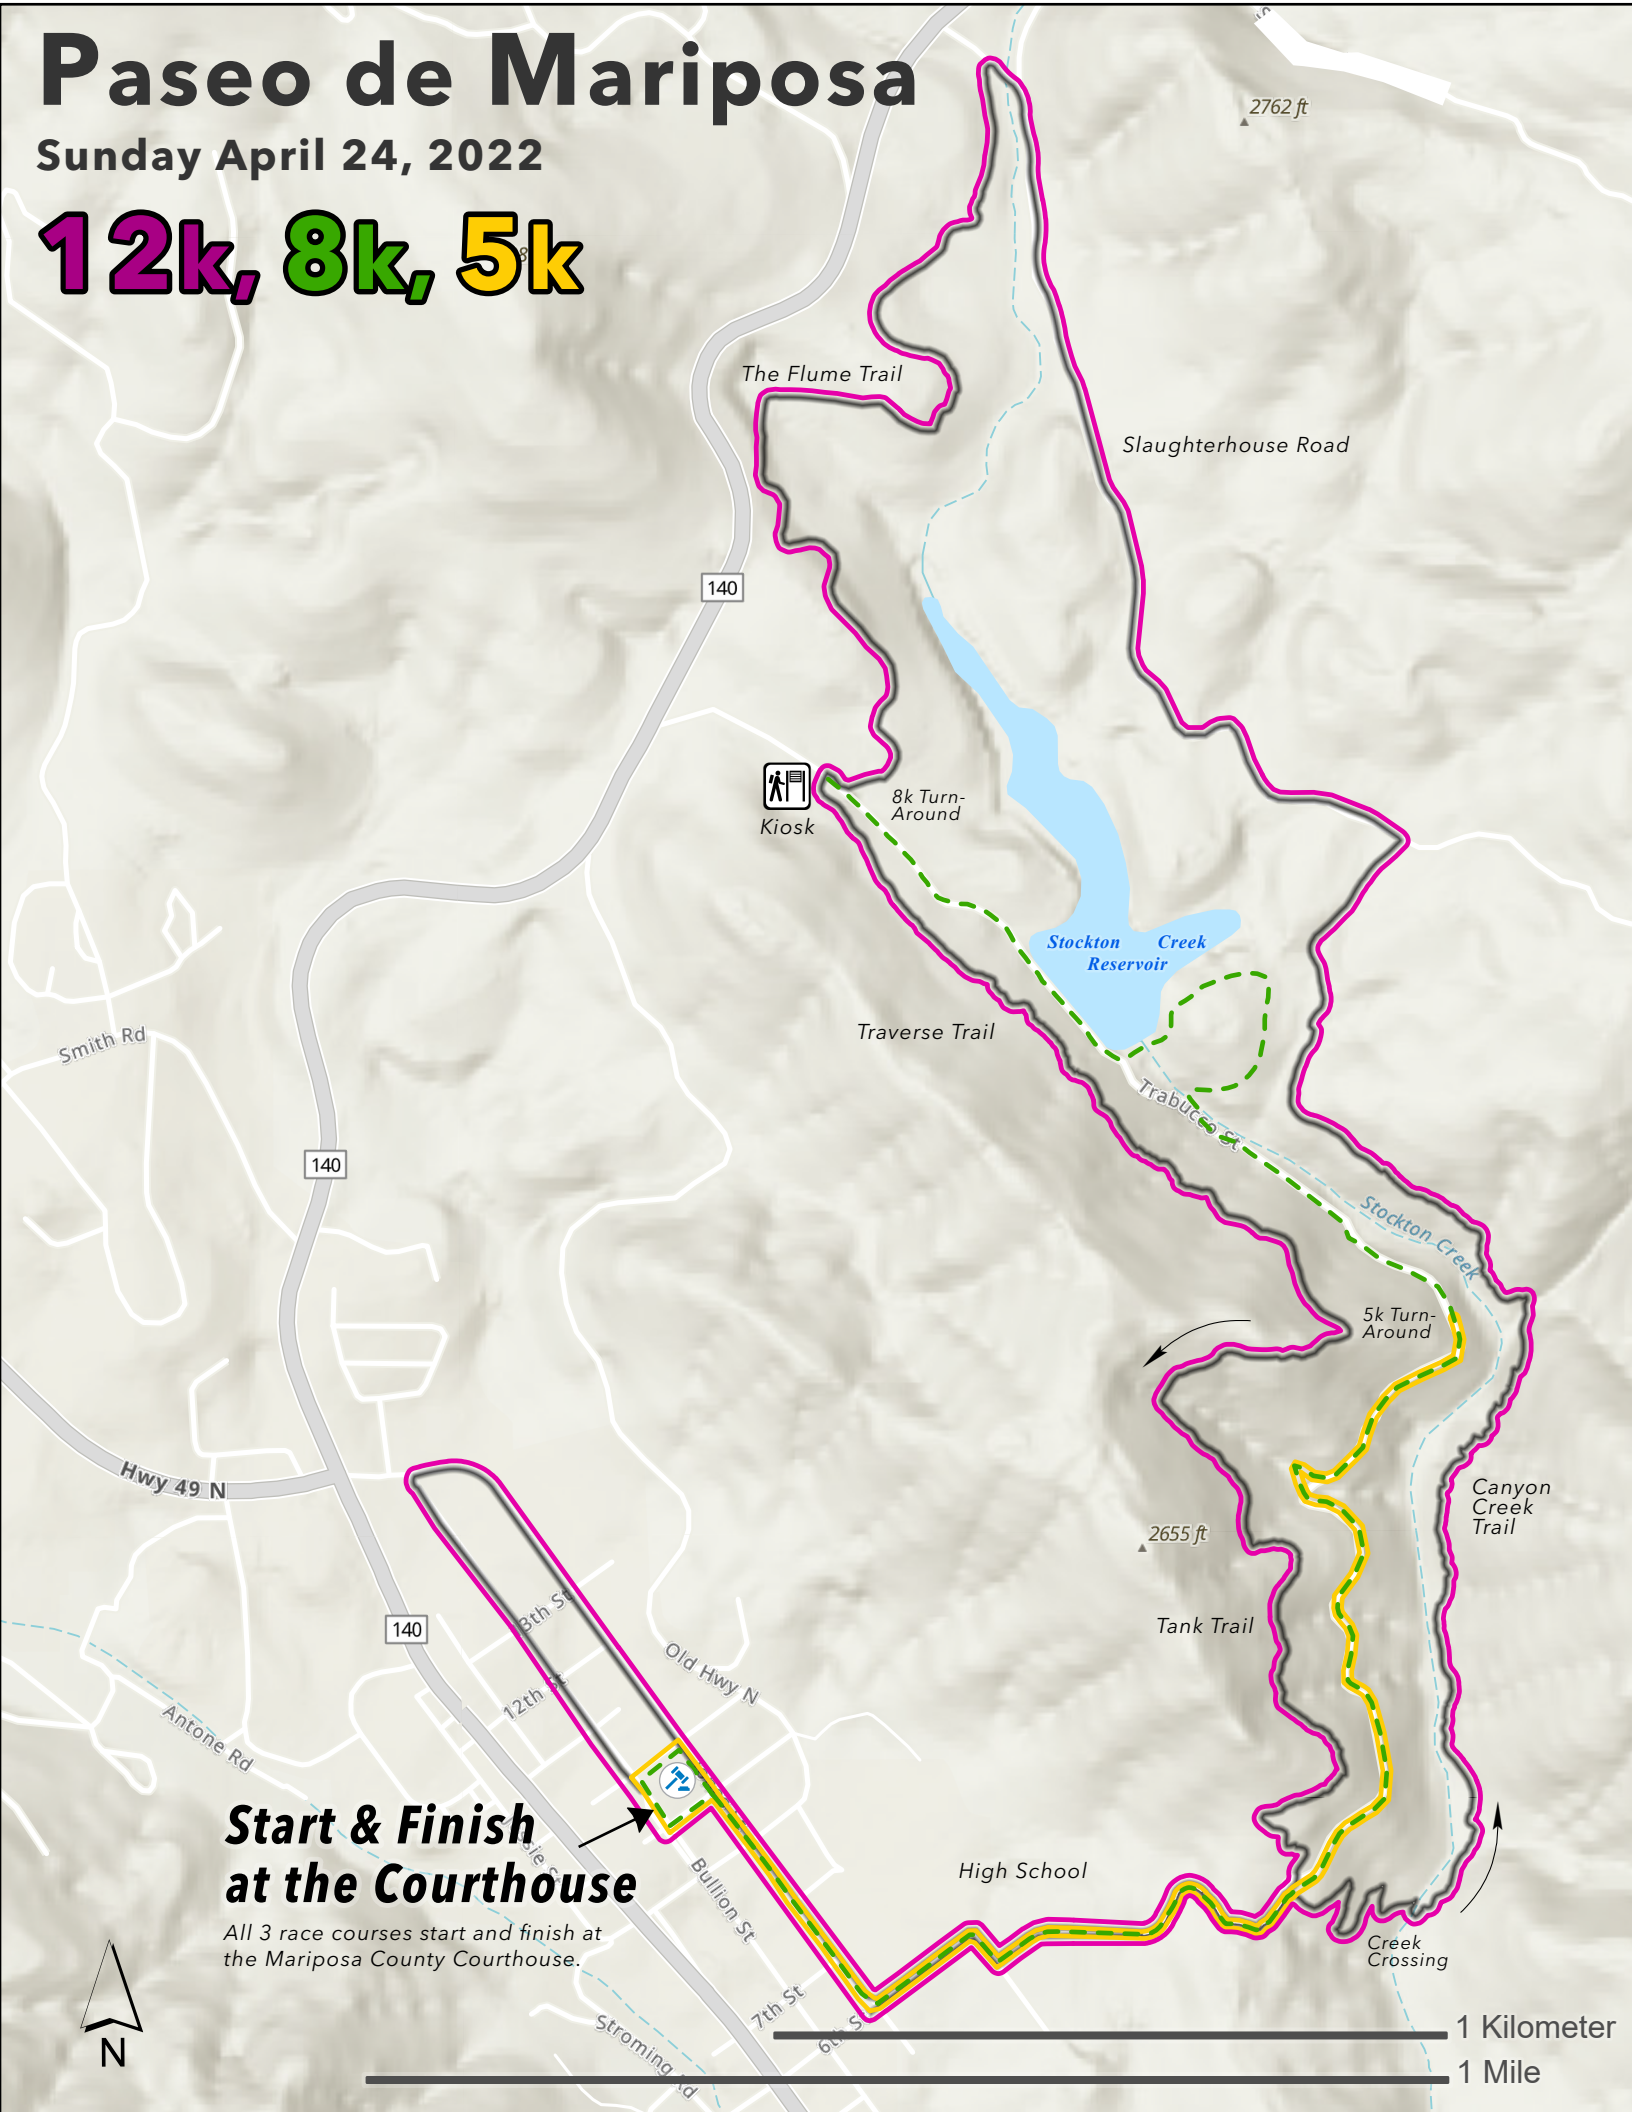 Paseo de Mariposa
Sunday April 24, 2022
12k, 8k, 5k
2762 ft
The Flume Trail
Slaughterhouse Road
140
8k Turn-
Around
Kiosk
Stockton Creek
Reservoir
Traverse Trail
Smith Rd
Trabucco St
140
Stockton Creek
5k Turn-
Around
Hwy 49 N
Canyon
Creek
Trail
2655 ft
13th St
Tank Trail
140
Old Hwy N
12th St
Antone Rd
Start & Finish
at the Courthouse
All 3 race courses start and finish at
the Mariposa County Courthouse.
Bullion St
High School
Creek
Crossing
7th St
6th S
Stroming Rd
N
1 Kilometer
1 Mile